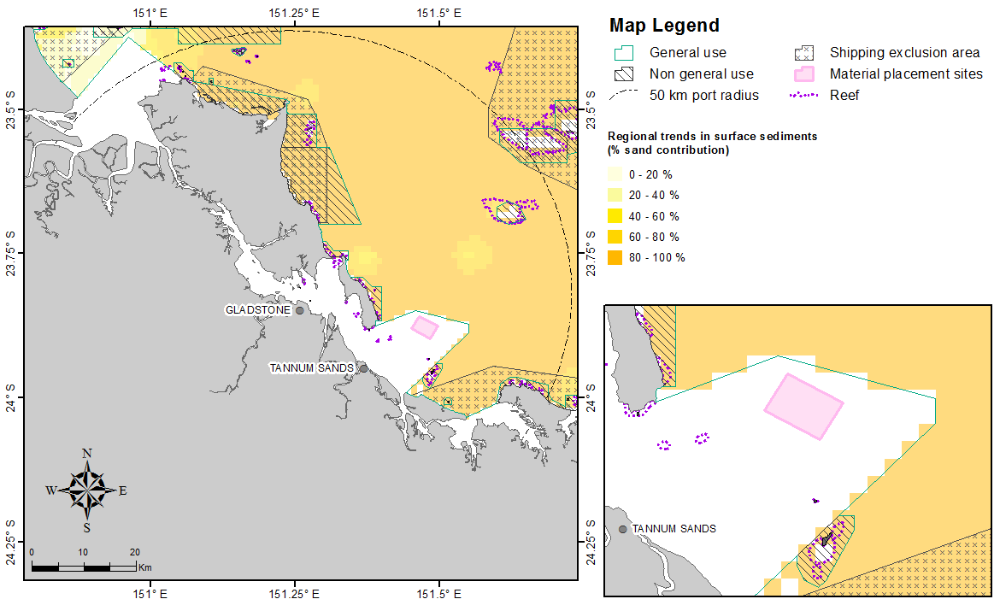 151° E
151.25° E
151.5° E
Map Legend
General use
Shipping exclusion area
Non general use
Material placement sites
50 km port radius
Reef
Regional trends in surface sediments
(% sand contribution)
0 - 20 %
20 - 40 %
40 - 60 %
60 - 80 %
80 - 100 %
23.5° S
23.5° S
23.75° S
23.75° S
GLADSTONE
TANNUM SANDS
24° S
24° S
N
W
E
S
24.25° S
24.25° S
0
10
20
Km
151° E
151.25° E
151.5° E
TANNUM SANDS